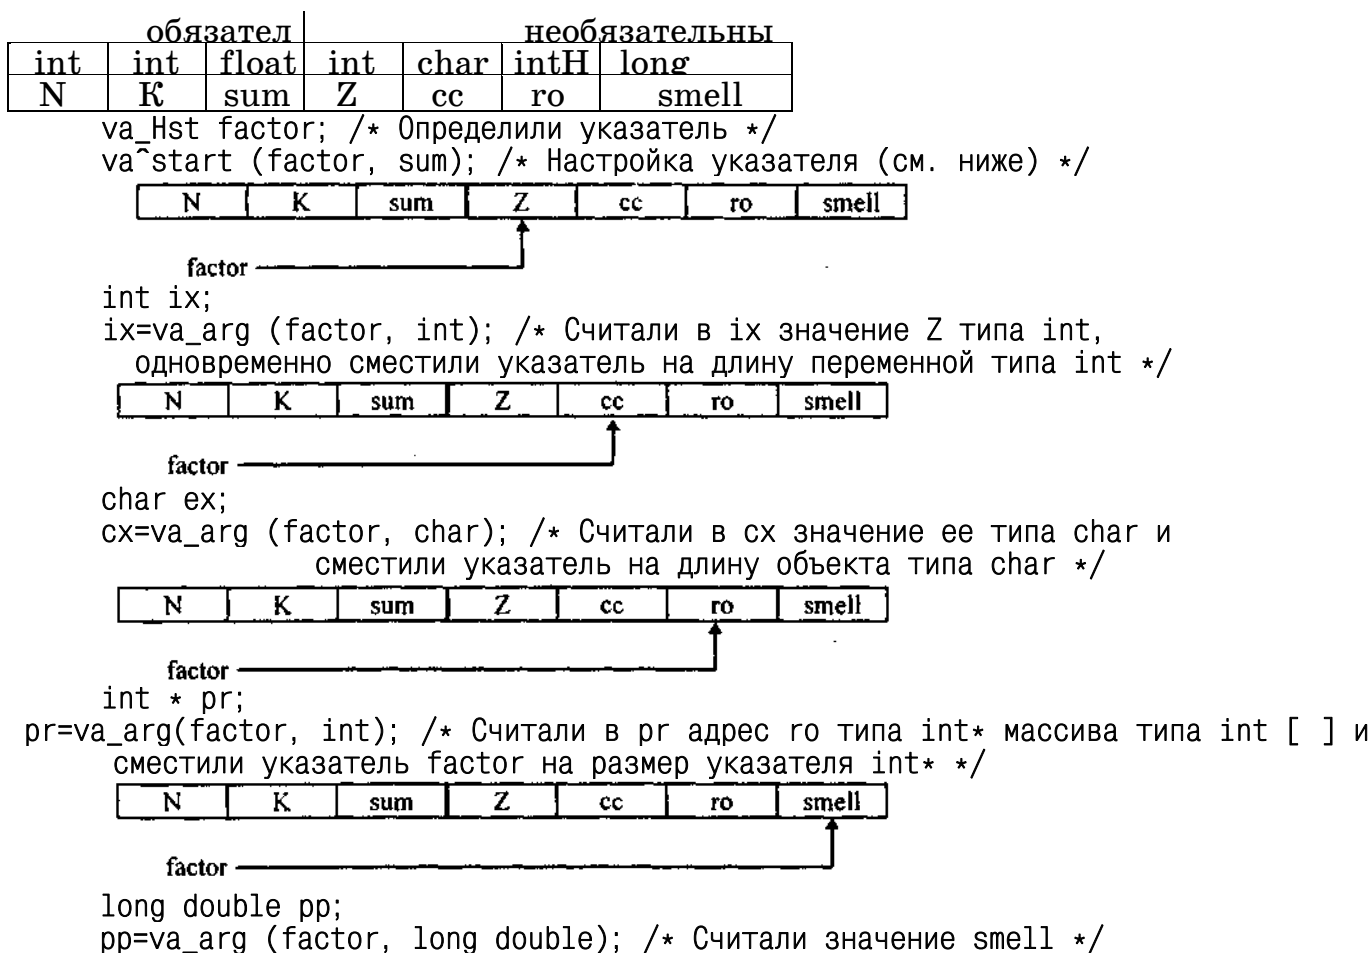 обязател необязательны
int int float int char intH long
N К sum Z cc ro smell
va_Hst factor; /* Определили указатель */
va^start (factor, sum); /* Настройка указателя (см. ниже) */
N K sum Z cc ro smell
factor
int ix;
ix=va_arg (factor, int); /* Считали в ix значение Z типа int,
одновременно сместили указатель на длину переменной типа int */
N K sum Z cc ro smell
factor
char ex;
cx=va_arg (factor, char); /* Считали в cx значение ее типа char и
сместили указатель на длину объекта типа char */
N K sum Z cc ro smell
factor
int * pr;
pr=va_arg(factor, int); /* Считали в pr адрес ro типа int* массива типа int [ ] и
сместили указатель factor на размер указателя int* */
N K sum Z cc ro smell
factor
long double pp;
pp=va_arg (factor, long double); /* Считали значение smell */